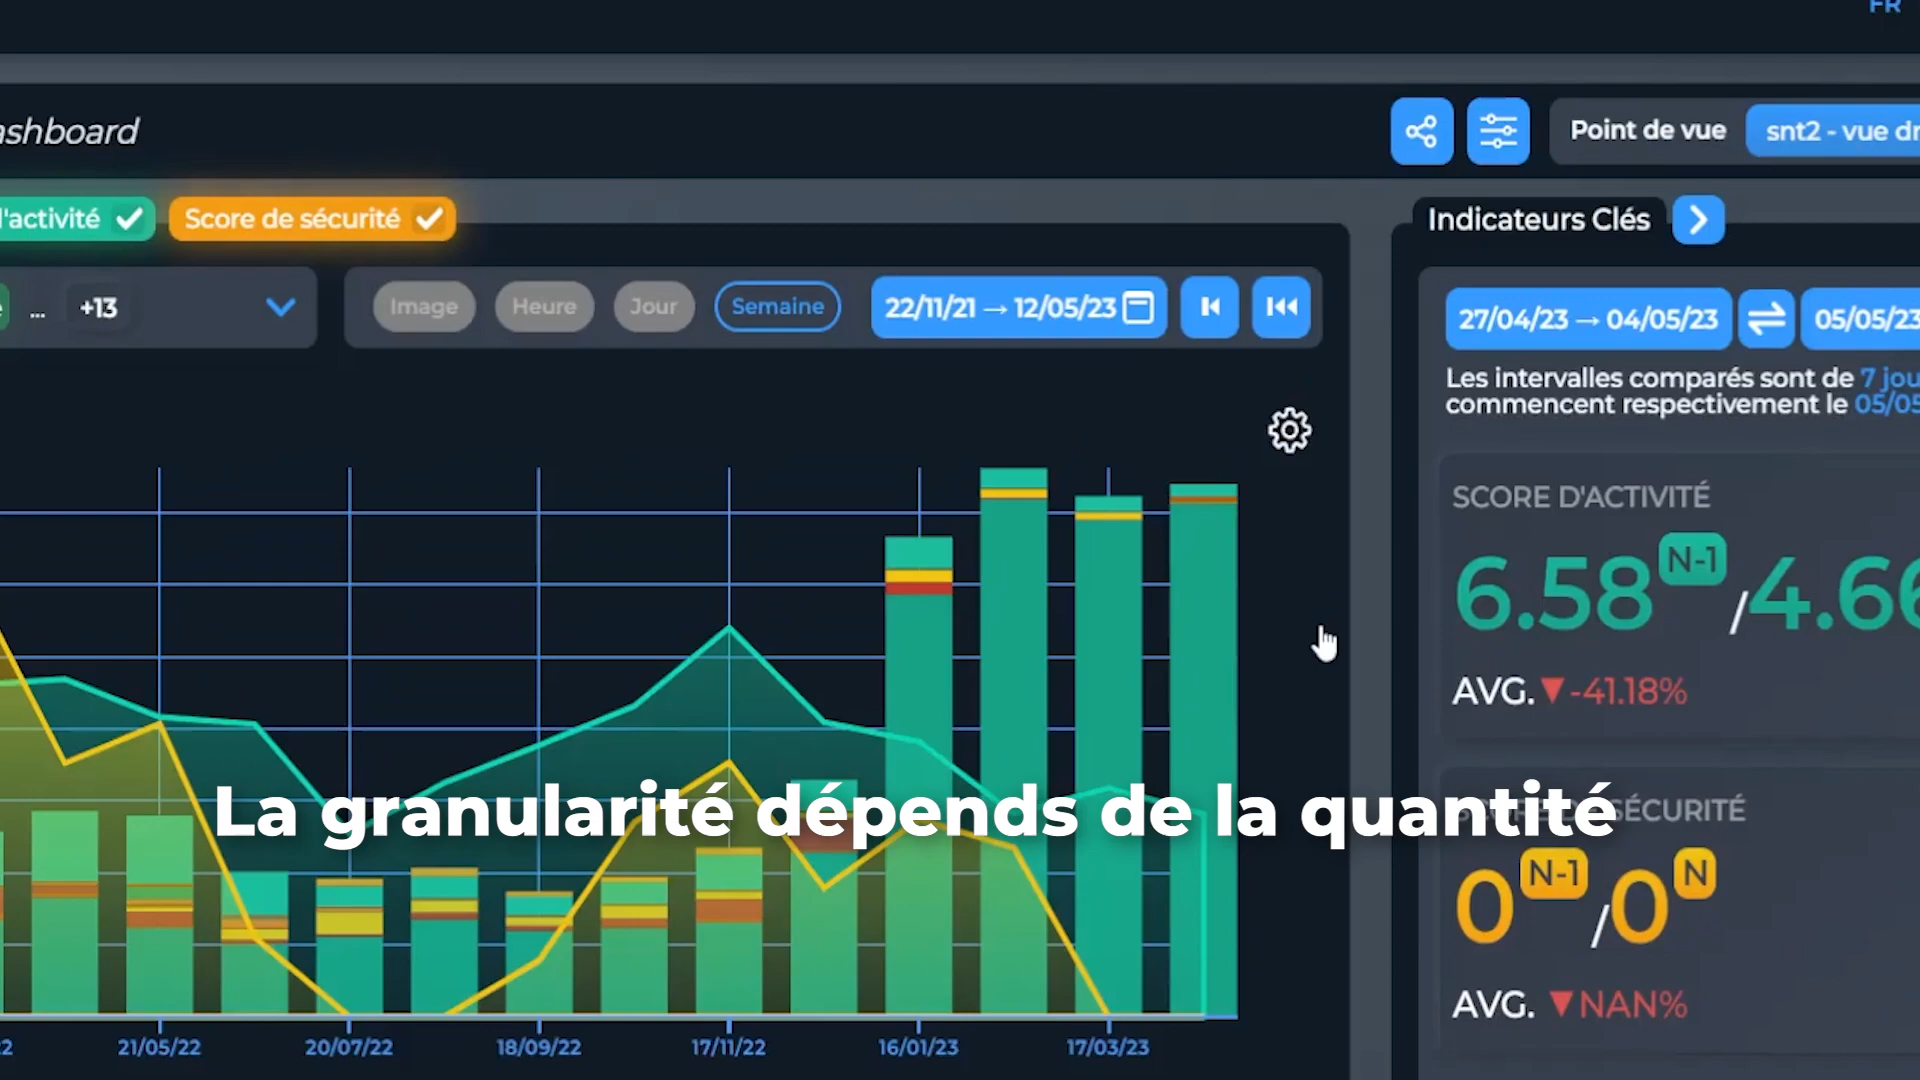 FR
ashboard
Point de vue
snt2 - vue dr
l'activité
Score de sécurité
Indicateurs Clés
... +13
Image
Heure
Jour
Semaine
22/11/21 → 12/05/23
27/04/23 → 04/05/23
05/05/23
Les intervalles comparés sont de 7 jou
commencent respectivement le 05/05
SCORE D'ACTIVITÉ
6.58 N-1 /4.66
AVG. ▼ -41.18%
La granularité dépends de la quantité
SÉCURITÉ
0 N-1 /0 N
AVG. ▼ NAN%
21/05/22
20/07/22
18/09/22
17/11/22
16/01/23
17/03/23